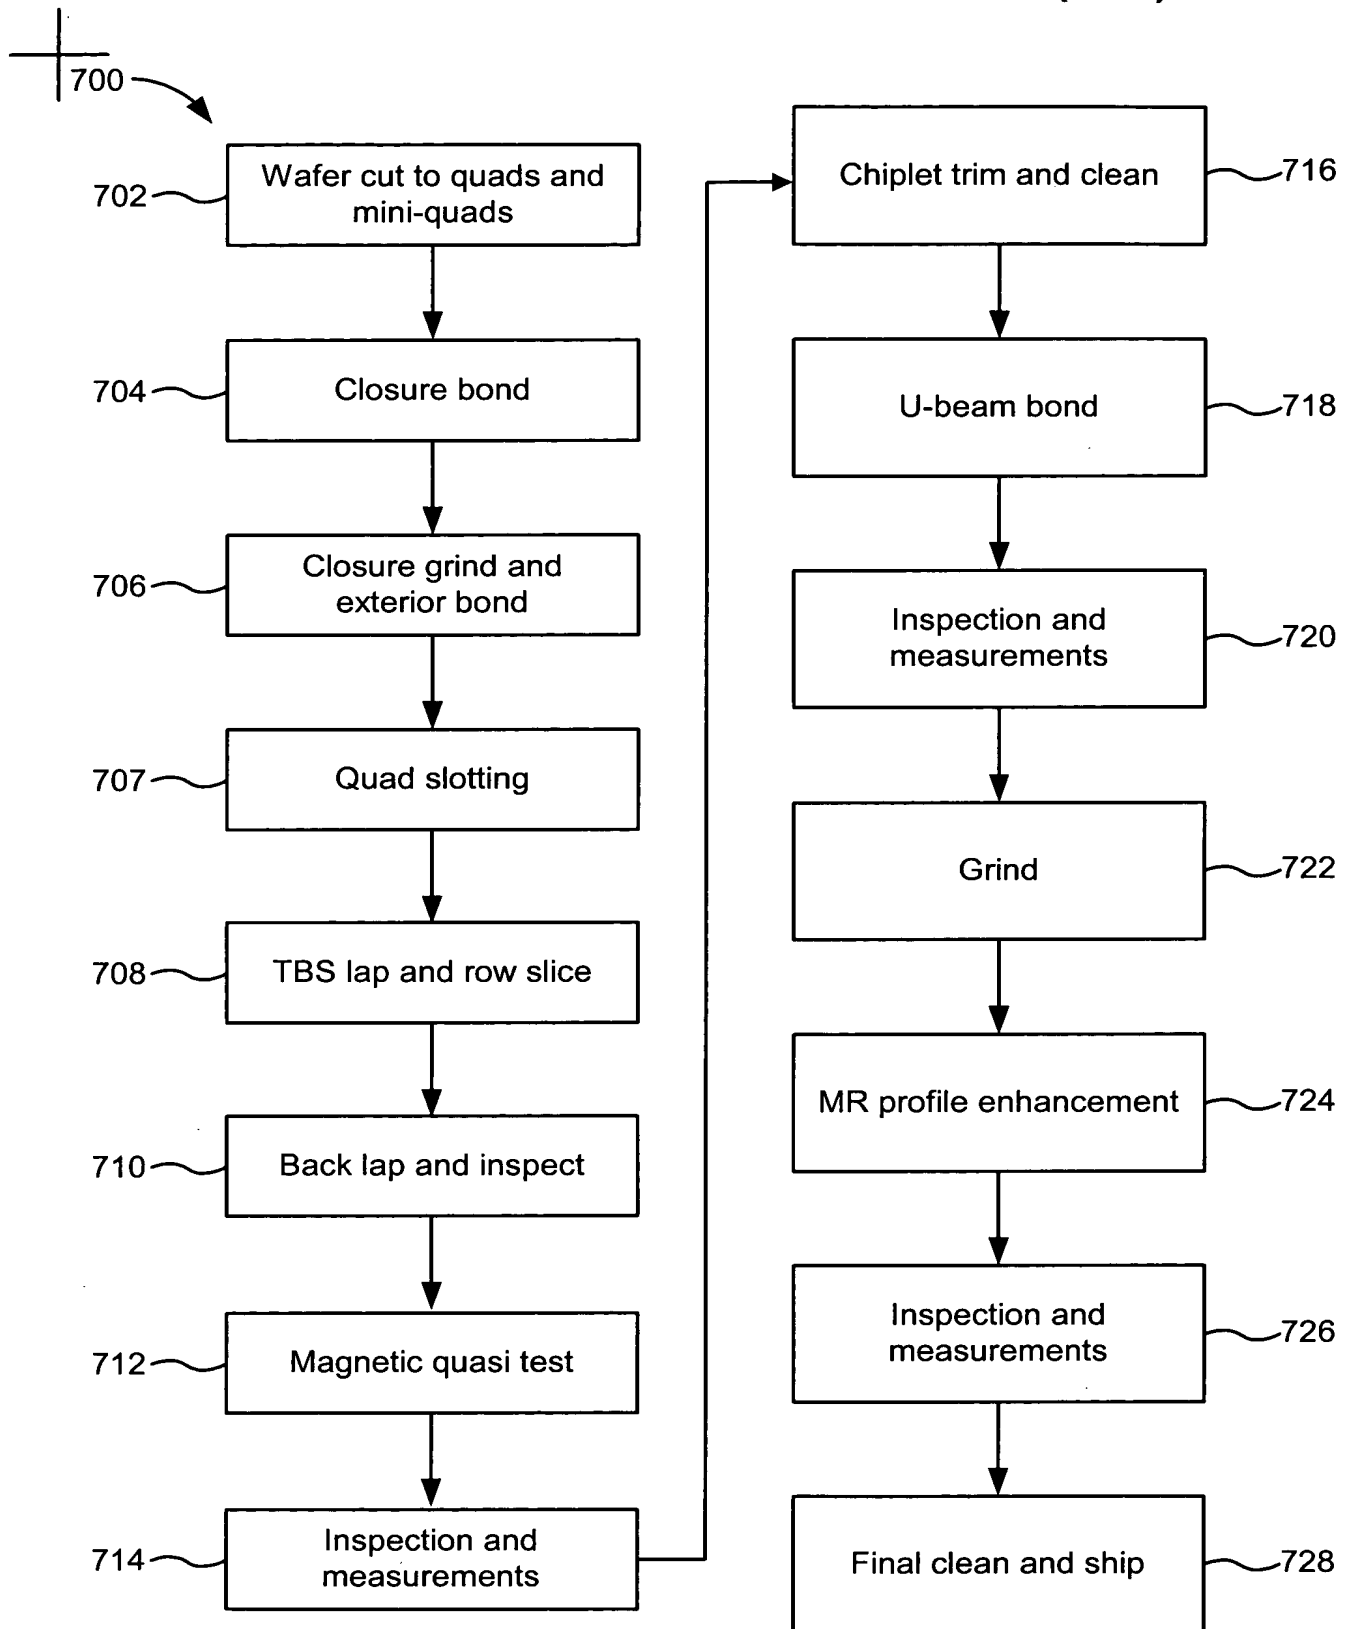 700
702
Wafer cut to quads and
mini-quads
704
Closure bond
706
Closure grind and
exterior bond
707
Quad slotting
708
TBS lap and row slice
710
Back lap and inspect
712
Magnetic quasi test
714
Inspection and
measurements
Chiplet trim and clean
716
U-beam bond
718
Inspection and
measurements
720
Grind
722
MR profile enhancement
724
Inspection and
measurements
726
Final clean and ship
728